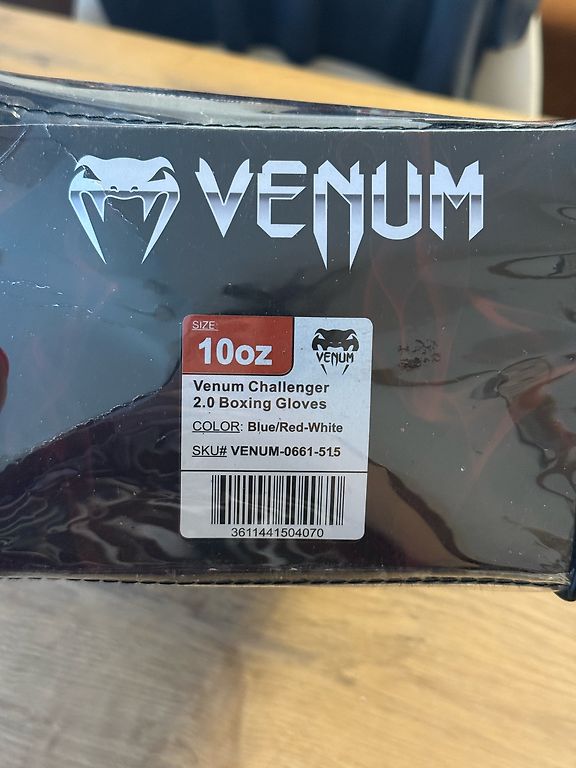 VENUM
SIZE:
10oz
VENUM
Venum Challenger
2.0 Boxing Gloves
COLOR: Blue/Red-White
SKU# VENUM-0661-515
3611441504070